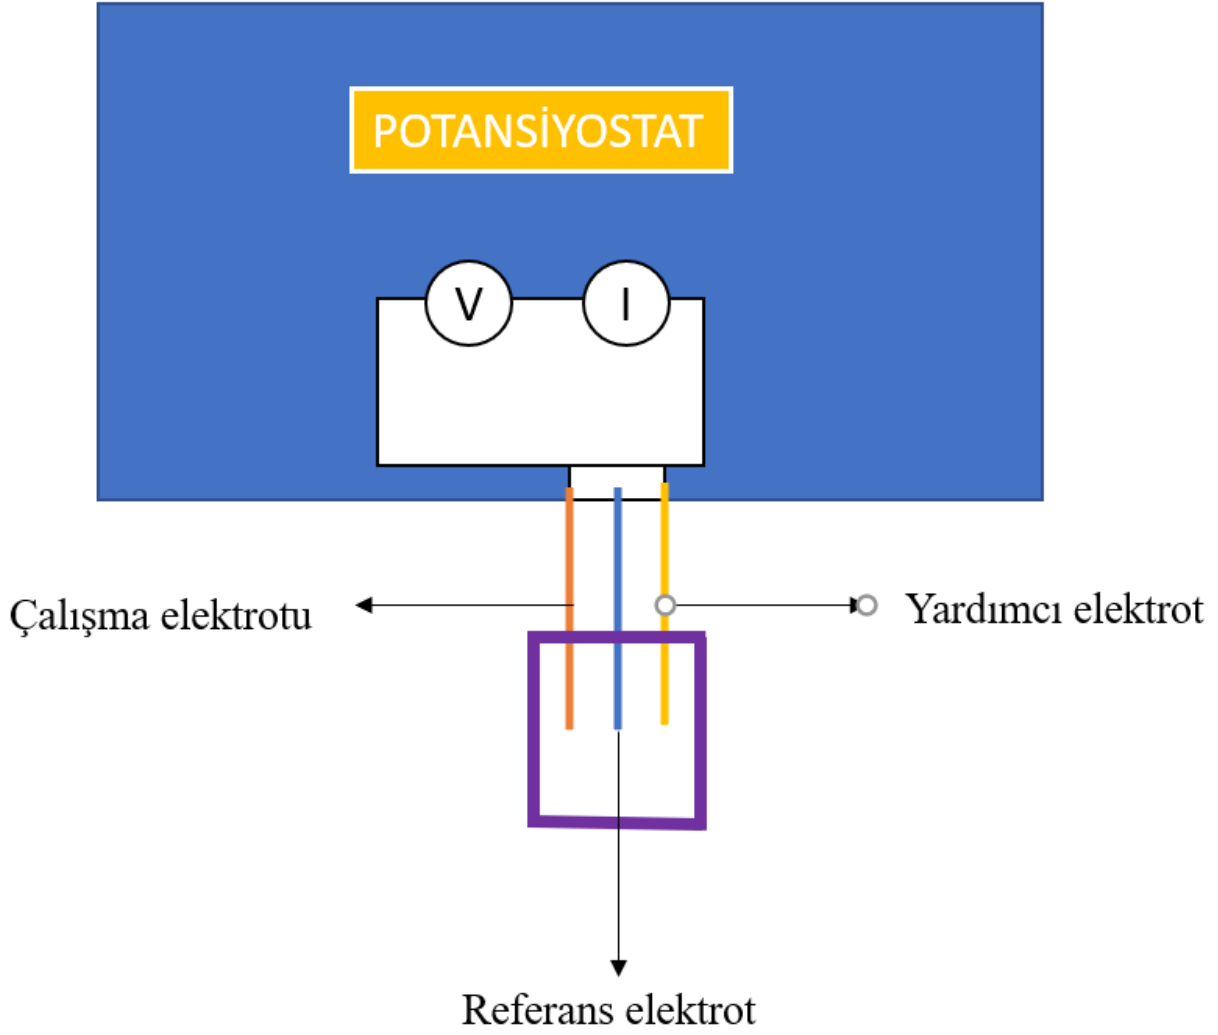 POTANSİYOSTAT
V
I
Çalışma elektrotu
Yardımcı elektrot
Referans elektrot